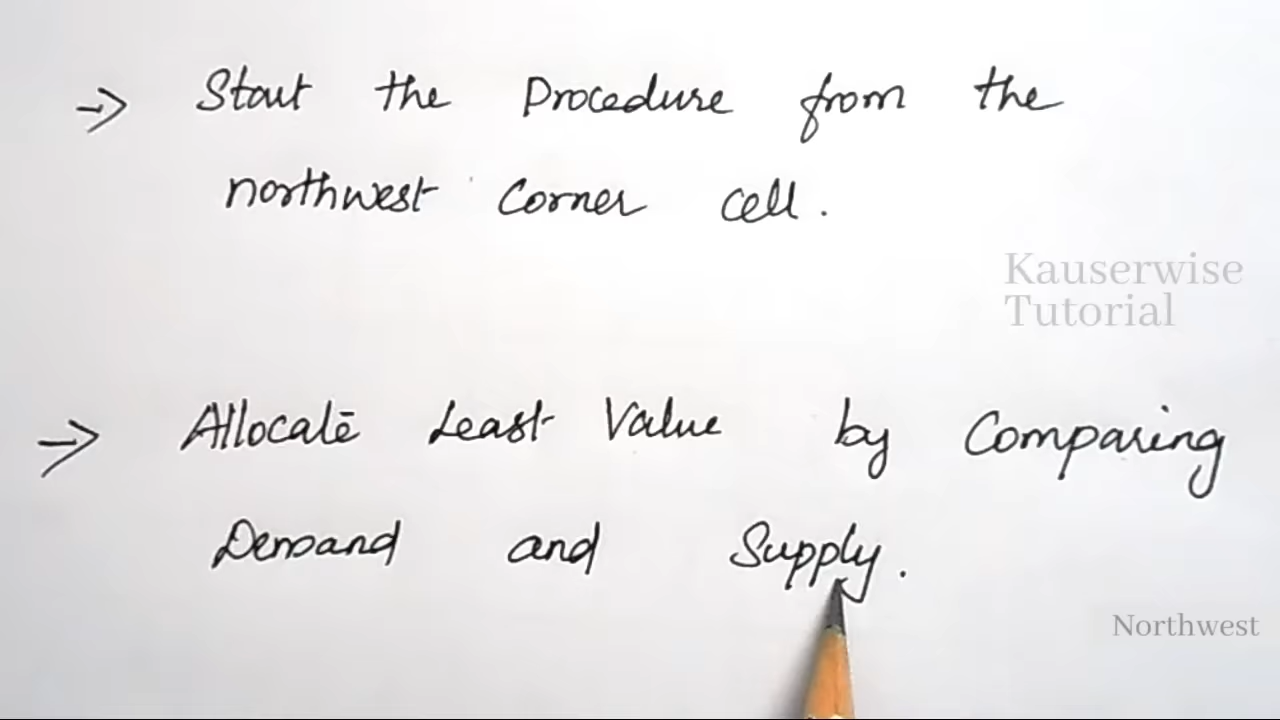 → Start the Procedure from the
northwest Corner cell.
Kauserwise
Tutorial
→ Allocate Least Value by Comparing
Demand and Supply.
Northwest